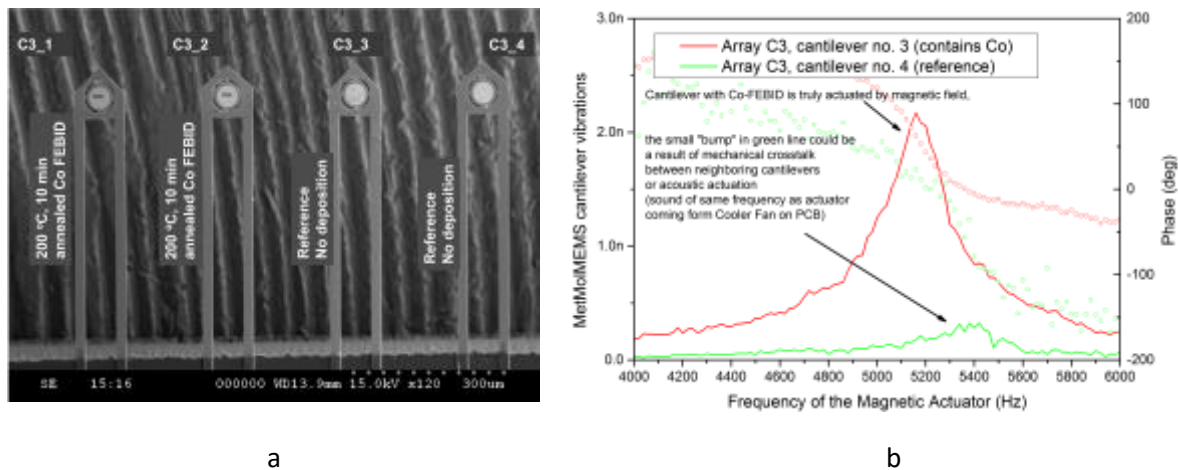 C3_1
C3_2
C3_3
C3_4
200 ºC, 10 min
annealed Co FEBID
200 ºC, 10 min
annealed Co FEBID
Reference
No deposition
Reference
No deposition
SE 15:16 000000 WD13.9mm 15.0kV x120 300um
a
3.0n
2.0n
1.0n
0.0
MetMolMEMS cantilever vibrations
Array C3, cantilever no. 3 (contains Co)
Array C3, cantilever no. 4 (reference)
Cantilever with Co-FEBID is truly actuated by magnetic field,
the small "bump" in green line could be
a result of mechanical crosstalk
between neighboring cantilevers
or acoustic actuation
(sound of same frequency as actuator
coming form Cooler Fan on PCB)
200
100
0
-100
-200
Phase (deg)
4000 4200 4400 4600 4800 5000 5200 5400 5600 5800 6000
Frequency of the Magnetic Actuator (Hz)
b